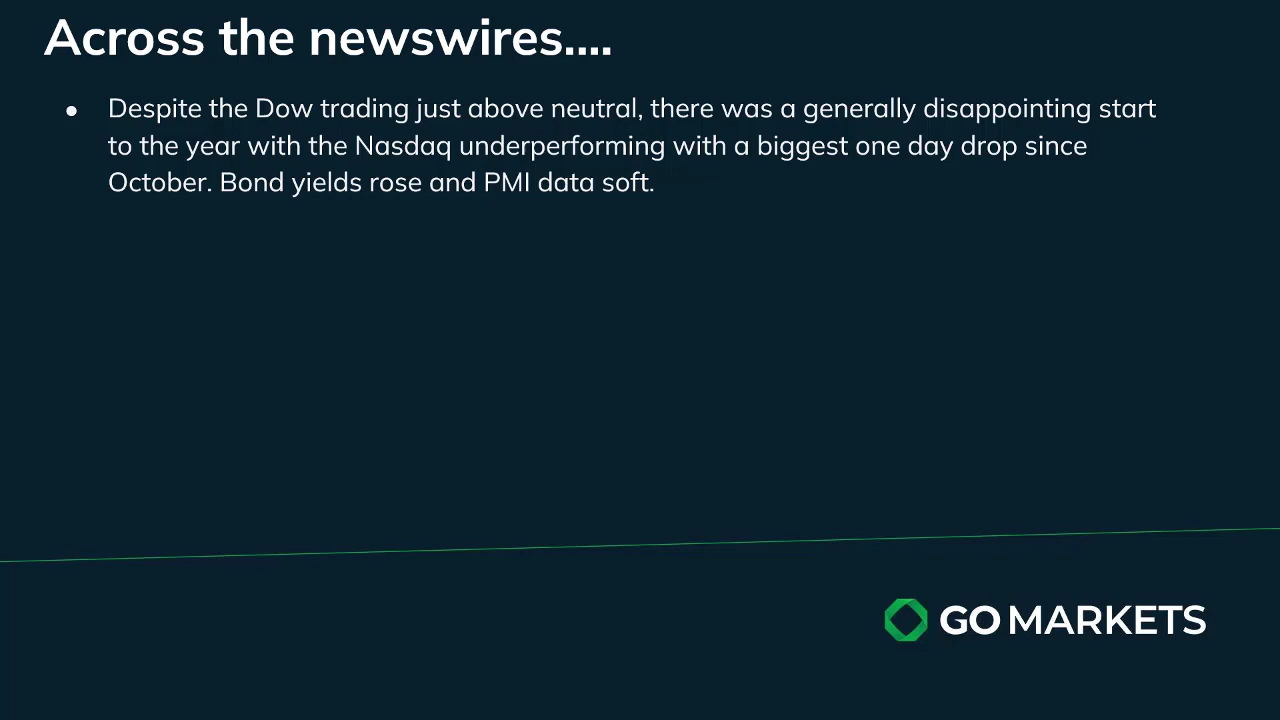 Across the newswires....
● Despite the Dow trading just above neutral, there was a generally disappointing start
to the year with the Nasdaq underperforming with a biggest one day drop since
October. Bond yields rose and PMI data soft.
GO MARKETS